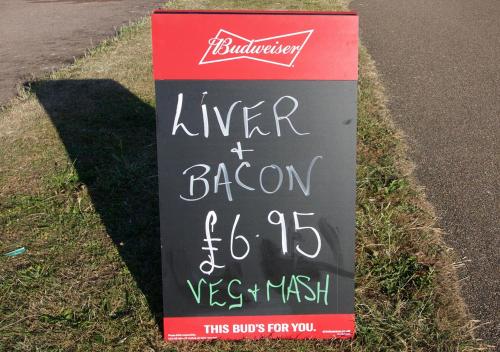 Budweiser
LIVER
+
BACON
£6.95
VEG + MASH
THIS BUD'S FOR YOU.